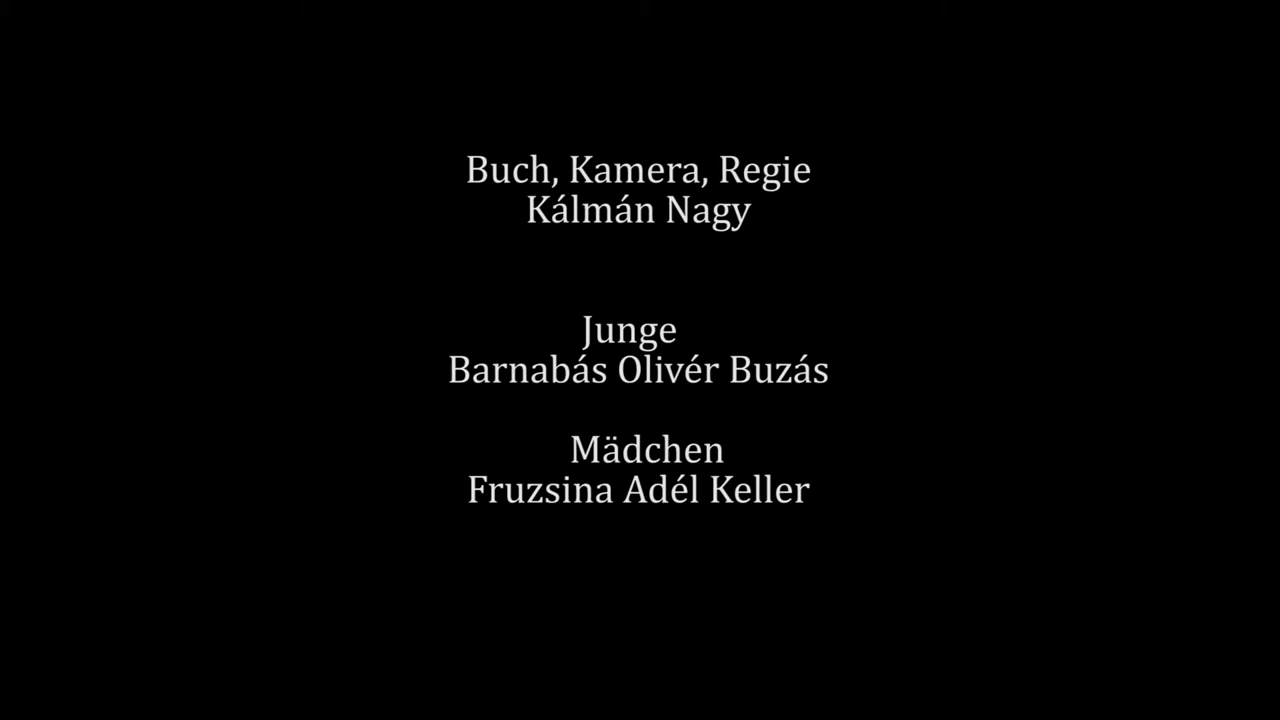 Buch, Kamera, Regie
Kálmán Nagy
Junge
Barnabás Olivér Buzás
Mädchen
Fruzsina Adél Keller